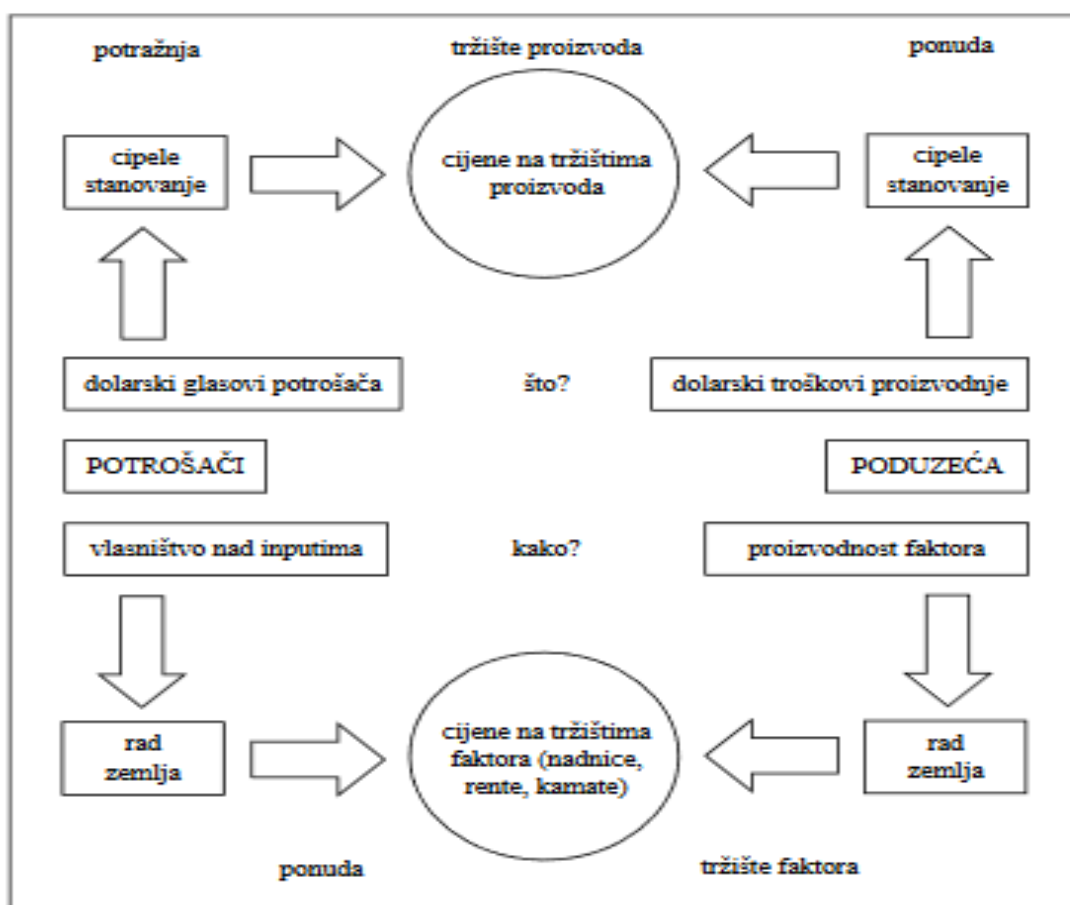 potražnja
tržište proizvoda
ponuda
cipele
stanovanje
cijene na tržištima
proizvoda
cipele
stanovanje
dolarski glasovi potrošača
što?
dolarski troškovi proizvodnje
POTROŠAČI
PODUZEĆA
vlasništvo nad inputima
kako?
proizvodnost faktora
rad
zemlja
cijene na tržištima
faktora (nadnice,
rente, kamate)
rad
zemlja
ponuda
tržište faktora